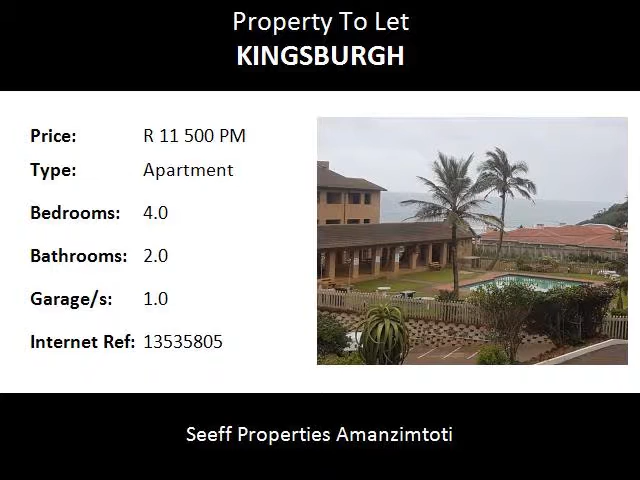 Property To Let
KINGSBURGH
Price: R 11 500 PM
Type: Apartment
Bedrooms: 4.0
Bathrooms: 2.0
Garage/s: 1.0
Internet Ref: 13535805
Seeff Properties Amanzimtoti